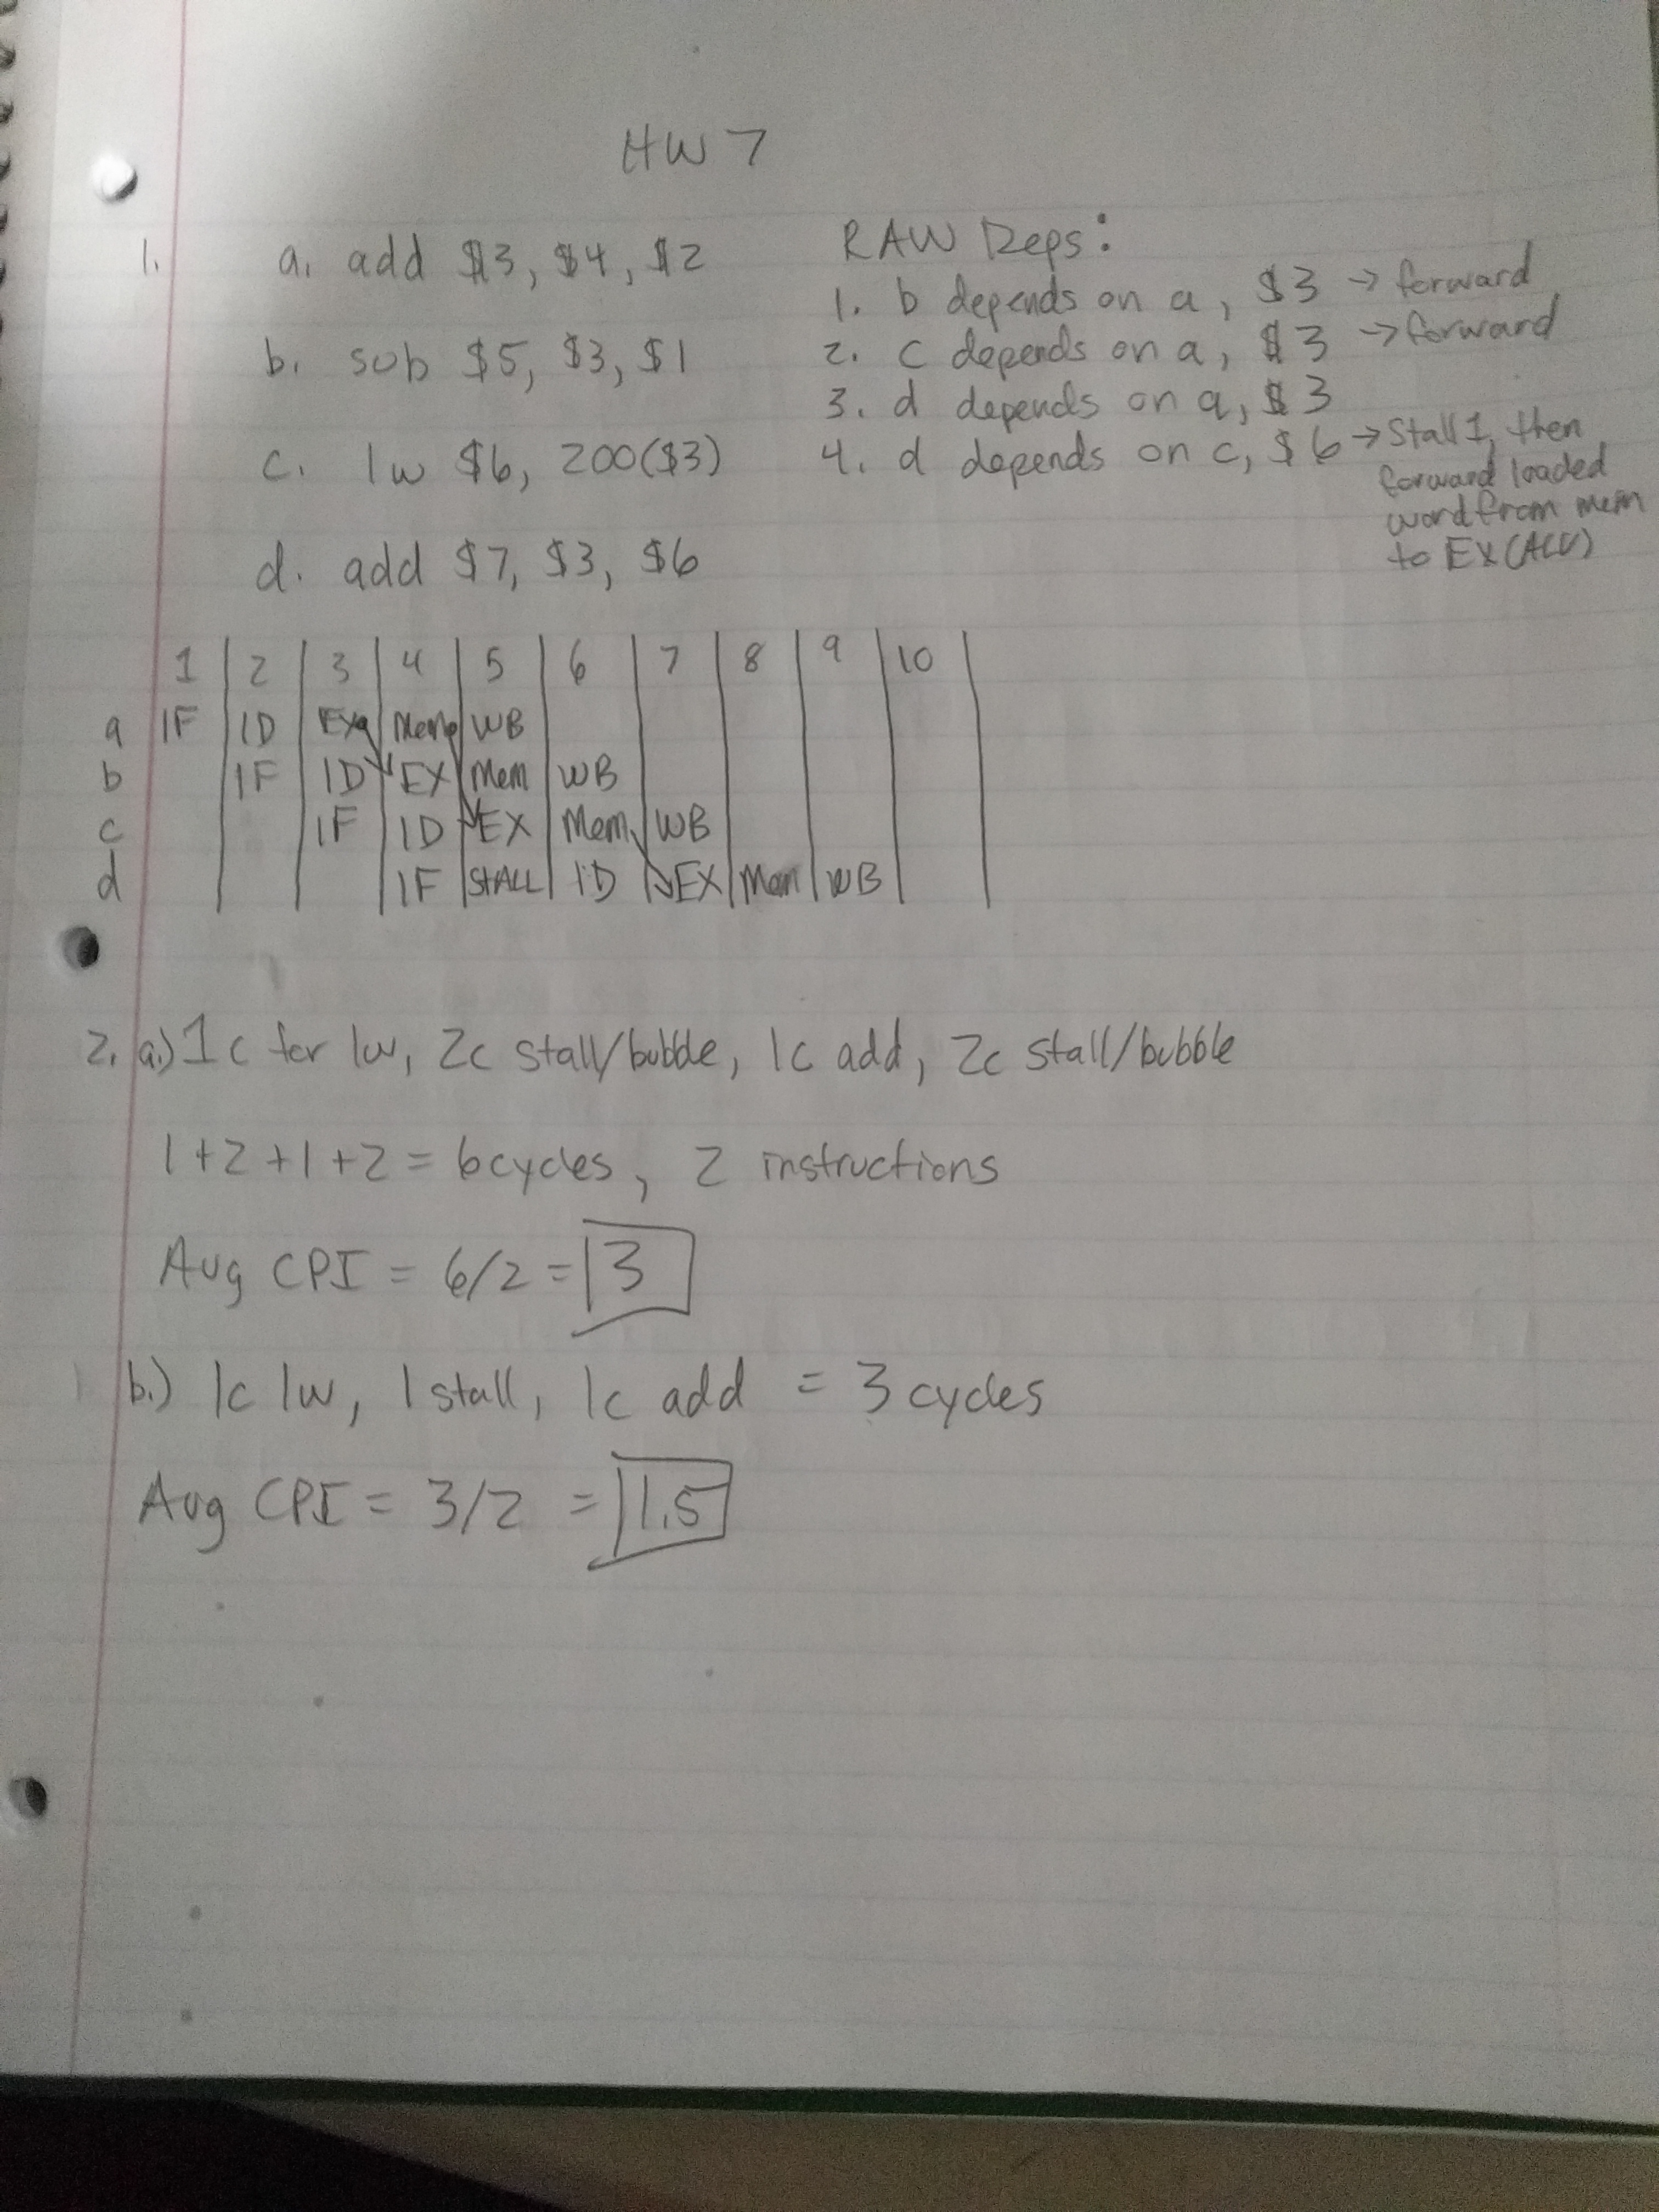 HW 7
1. a. add $3, $4, $2
b. sub $5, $3, $1
c. lw $6, 200($3)
d. add $7, $3, $6
RAW Deps:
1. b depends on a, $3 → forward
2. c depends on a, $3 → forward
3. d depends on a, $3
4. d depends on c, $6 → Stall 1, then
forward loaded
word from mem
to EX (ALU)
1 2 3 4 5 6 7 8 9 10
a IF ID EX Mem WB
b IF ID EX Mem WB
c IF ID EX Mem WB
d IF STALL ID EX Mem WB
2. a.) 1c for lw, 2c stall/bubble, 1c add, 2c stall/bubble
1+2+1+2 = 6cycles, 2 instructions
Avg CPI = 6/2 = 3
b.) 1c lw, 1 stall, 1c add = 3 cycles
Avg CPI = 3/2 = 1.5